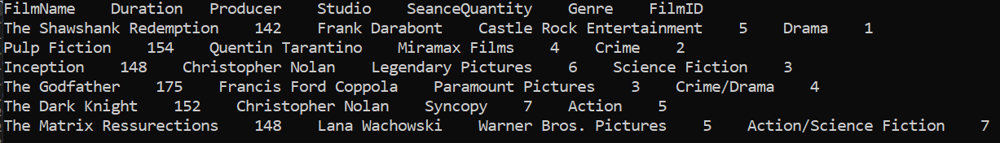 FilmName    Duration   Producer    Studio    SeanceQuantity    Genre    FilmID
The Shawshank Redemption    142    Frank Darabont    Castle Rock Entertainment    5    Drama    1
Pulp Fiction    154    Quentin Tarantino    Miramax Films    4    Crime    2
Inception    148    Christopher Nolan    Legendary Pictures    6    Science Fiction    3
The Godfather    175    Francis Ford Coppola    Paramount Pictures    3    Crime/Drama    4
The Dark Knight    152    Christopher Nolan    Syncopy    7    Action    5
The Matrix Ressurections    148    Lana Wachowski    Warner Bros. Pictures    5    Action/Science Fiction    7